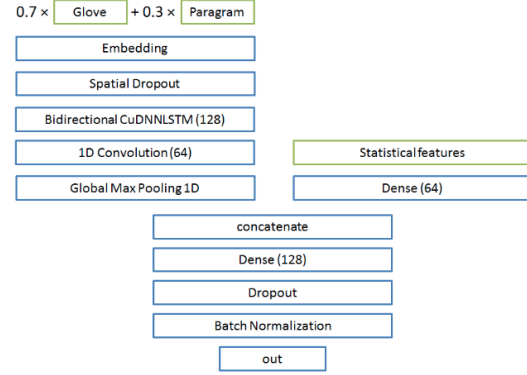 0.7 × Glove + 0.3 × Paragram
Embedding
Spatial Dropout
Bidirectional CuDNNLSTM (128)
1D Convolution (64)
Statistical features
Global Max Pooling 1D
Dense (64)
concatenate
Dense (128)
Dropout
Batch Normalization
out